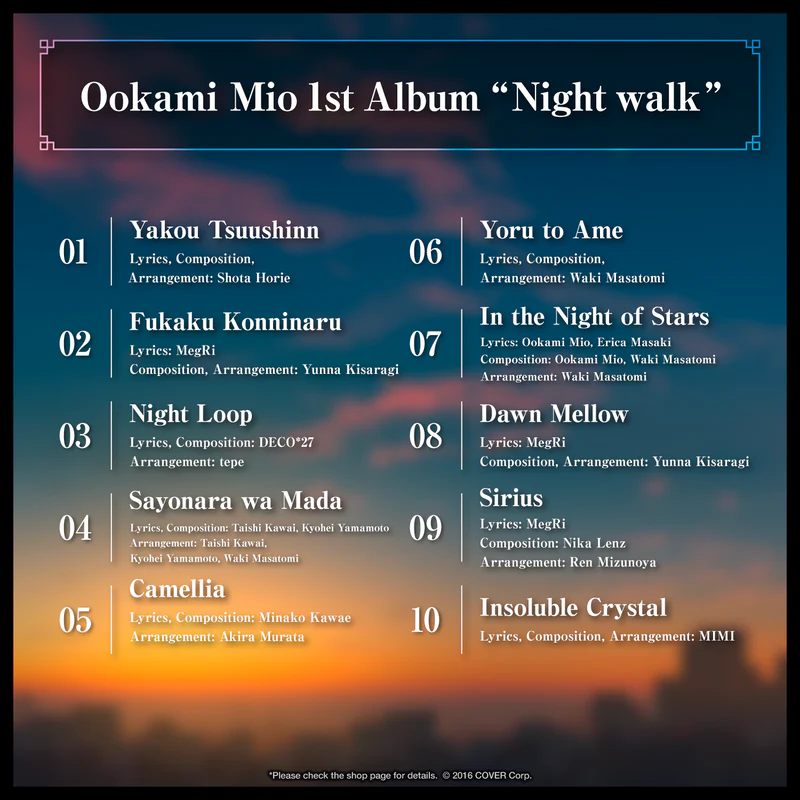 Ookami Mio 1st Album “Night walk”
01
Yakou Tsuushinn
Lyrics, Composition,
Arrangement: Shota Horie
02
Fukaku Konninaru
Lyrics: MegRi
Composition, Arrangement: Yunna Kisaragi
03
Night Loop
Lyrics, Composition: DECO*27
Arrangement: tepe
04
Sayonara wa Mada
Lyrics, Composition: Taishi Kawai, Kyohei Yamamoto
Arrangement: Taishi Kawai,
Kyohei Yamamoto, Waki Masatomi
05
Camellia
Lyrics, Composition: Minako Kawae
Arrangement: Akira Murata
06
Yoru to Ame
Lyrics, Composition,
Arrangement: Waki Masatomi
07
In the Night of Stars
Lyrics: Ookami Mio, Erica Masaki
Composition: Ookami Mio, Waki Masatomi
Arrangement: Waki Masatomi
08
Dawn Mellow
Lyrics: MegRi
Composition, Arrangement: Yunna Kisaragi
09
Sirius
Lyrics: MegRi
Composition: Nika Lenz
Arrangement: Ren Mizunoya
10
Insoluble Crystal
Lyrics, Composition, Arrangement: MIMI
*Please check the shop page for details. © 2016 COVER Corp.